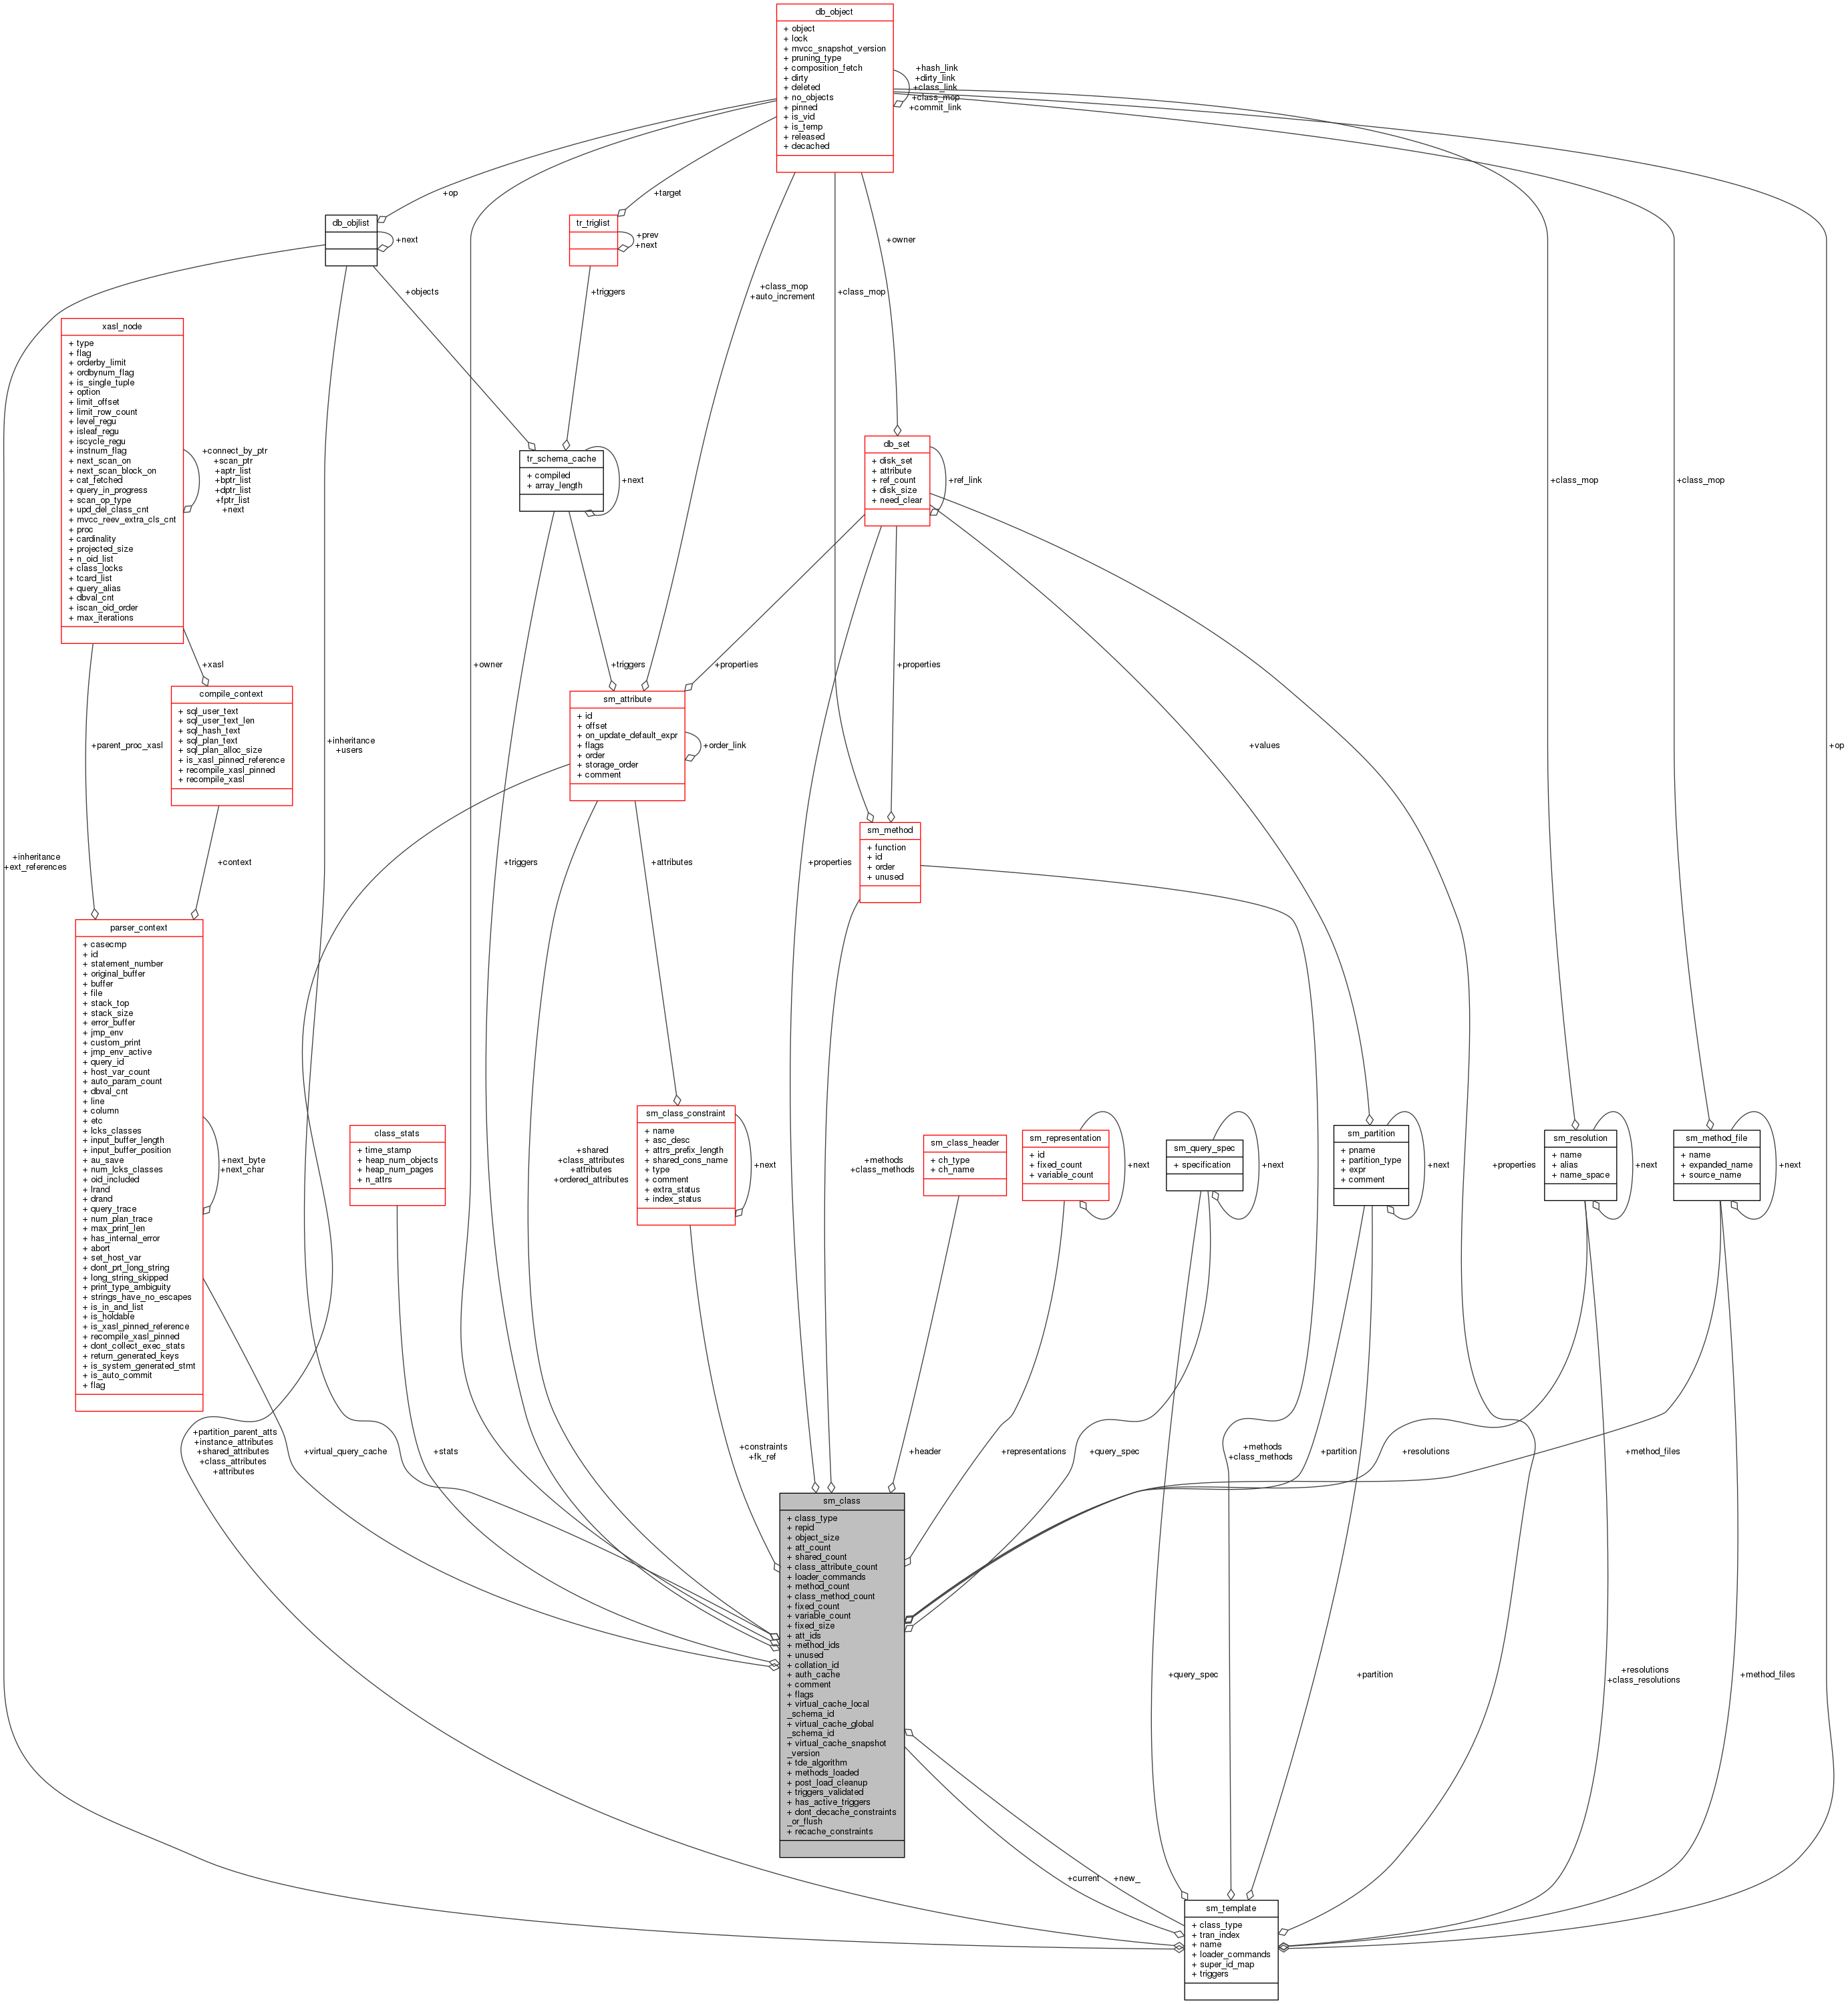 db_object
+ object
+ lock
+ mvcc_snapshot_version
+ pruning_type
+ composition_fetch
+ dirty
+ deleted
+ no_objects
+ pinned
+ is_vid
+ is_temp
+ released
+ decached
+hash_link
+dirty_link
+class_link
+class_mop
+commit_link
+op
+target
db_objlist
+next
tr_triglist
+prev
+next
+owner
+objects
+triggers
+class_mop
+auto_increment
+class_mop
+class_mop
+class_mop
xasl_node
+ type
+ flag
+ orderby_limit
+ ordbynum_flag
+ is_single_tuple
+ option
+ limit_offset
+ limit_row_count
+ level_regu
+ isleaf_regu
+ iscycle_regu
+ instnum_flag
+ next_scan_on
+ next_scan_block_on
+ cat_fetched
+ query_in_progress
+ scan_op_type
+ upd_del_class_cnt
+ mvcc_reev_extra_cls_cnt
+ proc
+ cardinality
+ projected_size
+ n_oid_list
+ class_locks
+ tcard_list
+ query_alias
+ dbval_cnt
+ iscan_oid_order
+ max_iterations
+connect_by_ptr
+scan_ptr
+aptr_list
+bptr_list
+dptr_list
+fptr_list
+next
tr_schema_cache
+ compiled
+ array_length
+next
db_set
+ disk_set
+ attribute
+ ref_count
+ disk_size
+ need_clear
+ref_link
+xasl
+owner
+triggers
+properties
+properties
compile_context
+ sql_user_text
+ sql_user_text_len
+ sql_hash_text
+ sql_plan_text
+ sql_plan_alloc_size
+ is_xasl_pinned_reference
+ recompile_xasl_pinned
+ recompile_xasl
+parent_proc_xasl
+inheritance
+users
sm_attribute
+ id
+ offset
+ on_update_default_expr
+ flags
+ order
+ storage_order
+ comment
+order_link
+values
+op
+inheritance
+ext_references
+context
+triggers
+attributes
+properties
sm_method
+ function
+ id
+ order
+ unused
parser_context
+ casecmp
+ id
+ statement_number
+ original_buffer
+ buffer
+ file
+ stack_top
+ stack_size
+ error_buffer
+ jmp_env
+ custom_print
+ jmp_env_active
+ query_id
+ host_var_count
+ auto_param_count
+ dbval_cnt
+ line
+ column
+ etc
+ lcks_classes
+ input_buffer_length
+ input_buffer_position
+ au_save
+ num_lcks_classes
+ oid_included
+ lrand
+ drand
+ query_trace
+ num_plan_trace
+ max_print_len
+ has_internal_error
+ abort
+ set_host_var
+ dont_prt_long_string
+ long_string_skipped
+ print_type_ambiguity
+ strings_have_no_escapes
+ is_in_and_list
+ is_holdable
+ is_xasl_pinned_reference
+ recompile_xasl_pinned
+ dont_collect_exec_stats
+ return_generated_keys
+ is_system_generated_stmt
+ is_auto_commit
+ flag
+next_byte
+next_char
class_stats
+ time_stamp
+ heap_num_objects
+ heap_num_pages
+ n_attrs
+shared
+class_attributes
+attributes
+ordered_attributes
sm_class_constraint
+ name
+ asc_desc
+ attrs_prefix_length
+ shared_cons_name
+ type
+ comment
+ extra_status
+ index_status
+next
+methods
+class_methods
sm_class_header
+ ch_type
+ ch_name
sm_representation
+ id
+ fixed_count
+ variable_count
+next
sm_query_spec
+ specification
+next
sm_partition
+ pname
+ partition_type
+ expr
+ comment
+next
+properties
sm_resolution
+ name
+ alias
+ name_space
+next
sm_method_file
+ name
+ expanded_name
+ source_name
+next
+partition_parent_atts
+instance_attributes
+shared_attributes
+class_attributes
+attributes
+virtual_query_cache
+stats
+constraints
+fk_ref
+header
+representations
+query_spec
+methods
+class_methods
+partition
+resolutions
+method_files
sm_class
+ class_type
+ repid
+ object_size
+ att_count
+ shared_count
+ class_attribute_count
+ loader_commands
+ method_count
+ class_method_count
+ fixed_count
+ variable_count
+ fixed_size
+ att_ids
+ method_ids
+ unused
+ collation_id
+ auth_cache
+ comment
+ flags
+ virtual_cache_local
_schema_id
+ virtual_cache_global
_schema_id
+ virtual_cache_snapshot
_version
+ tde_algorithm
+ methods_loaded
+ post_load_cleanup
+ triggers_validated
+ has_active_triggers
+ dont_decache_constraints
_or_flush
+ recache_constraints
+query_spec
+partition
+resolutions
+class_resolutions
+method_files
+current
+new_
sm_template
+ class_type
+ tran_index
+ name
+ loader_commands
+ super_id_map
+ triggers